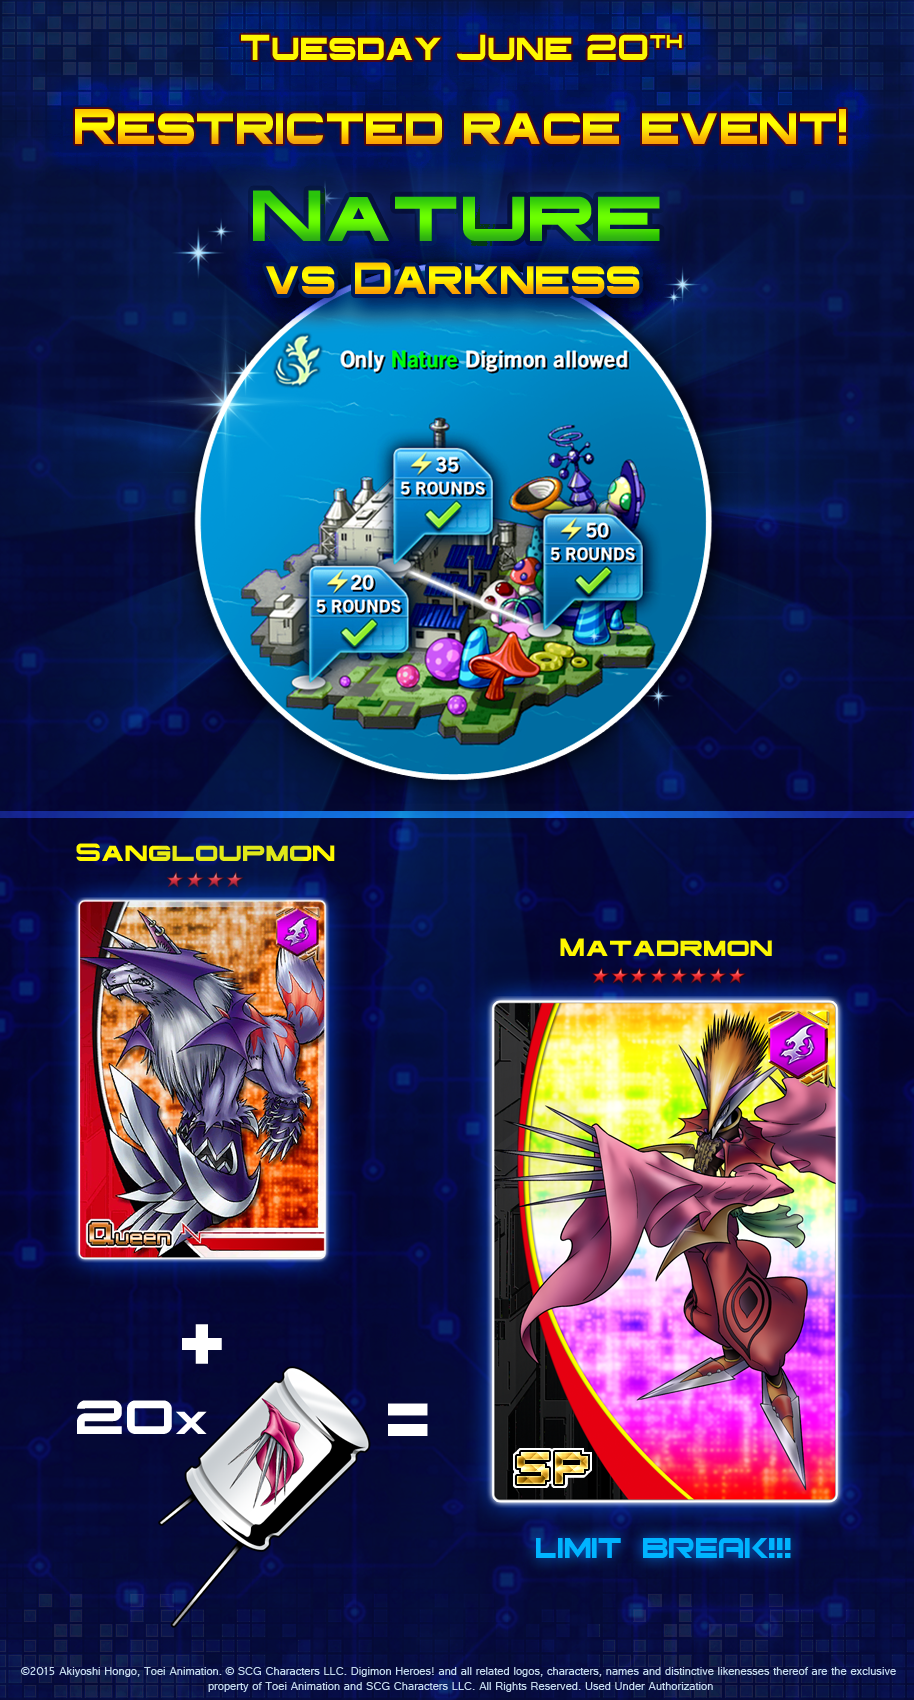 Tuesday June 20th
Restricted race event!
Nature
vs Darkness
Only Nature Digimon allowed
35
5 ROUNDS
50
5 ROUNDS
20
5 ROUNDS
Sangloupmon
Queen
Matadrmon
SP
+
20x
=
LIMIT BREAK!!!
©2015 Akiyoshi Hongo, Toei Animation. © SCG Characters LLC. Digimon Heroes! and all related logos, characters, names and distinctive likenesses thereof are the exclusive
property of Toei Animation and SCG Characters LLC. All Rights Reserved. Used Under Authorization